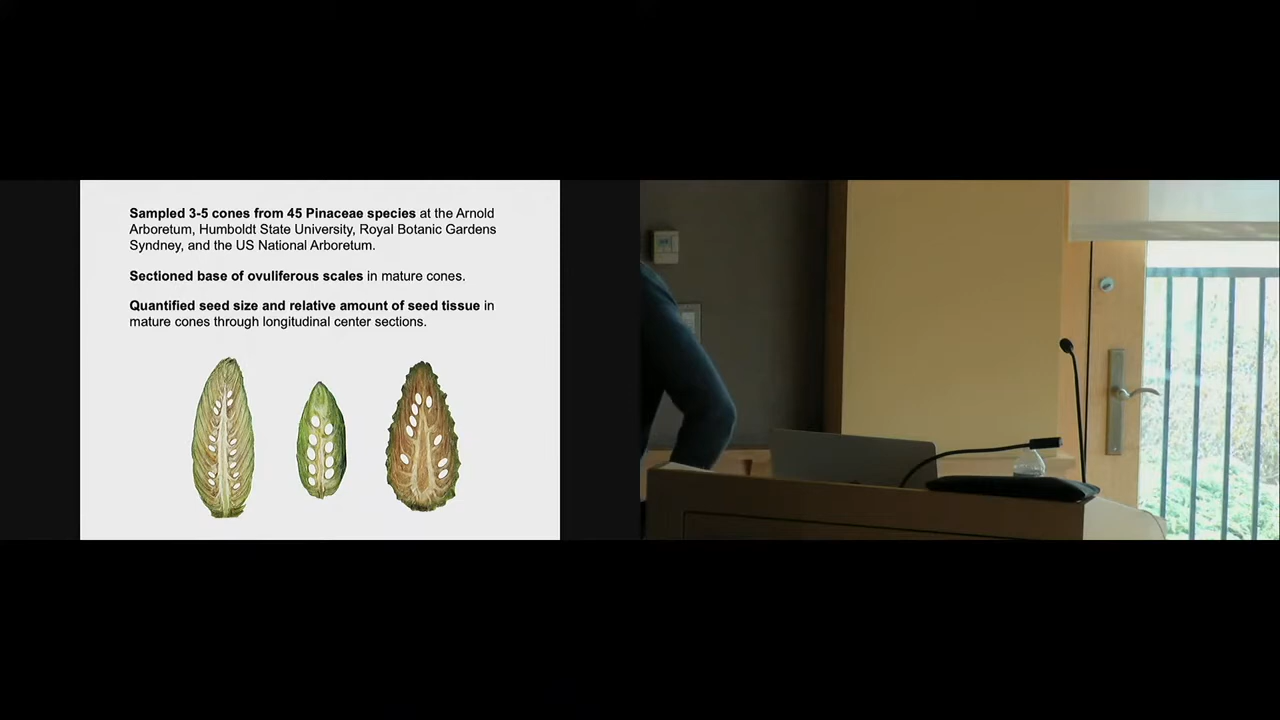 Sampled 3-5 cones from 45 Pinaceae species at the Arnold
Arboretum, Humboldt State University, Royal Botanic Gardens
Syndney, and the US National Arboretum.
Sectioned base of ovuliferous scales in mature cones.
Quantified seed size and relative amount of seed tissue in
mature cones through longitudinal center sections.